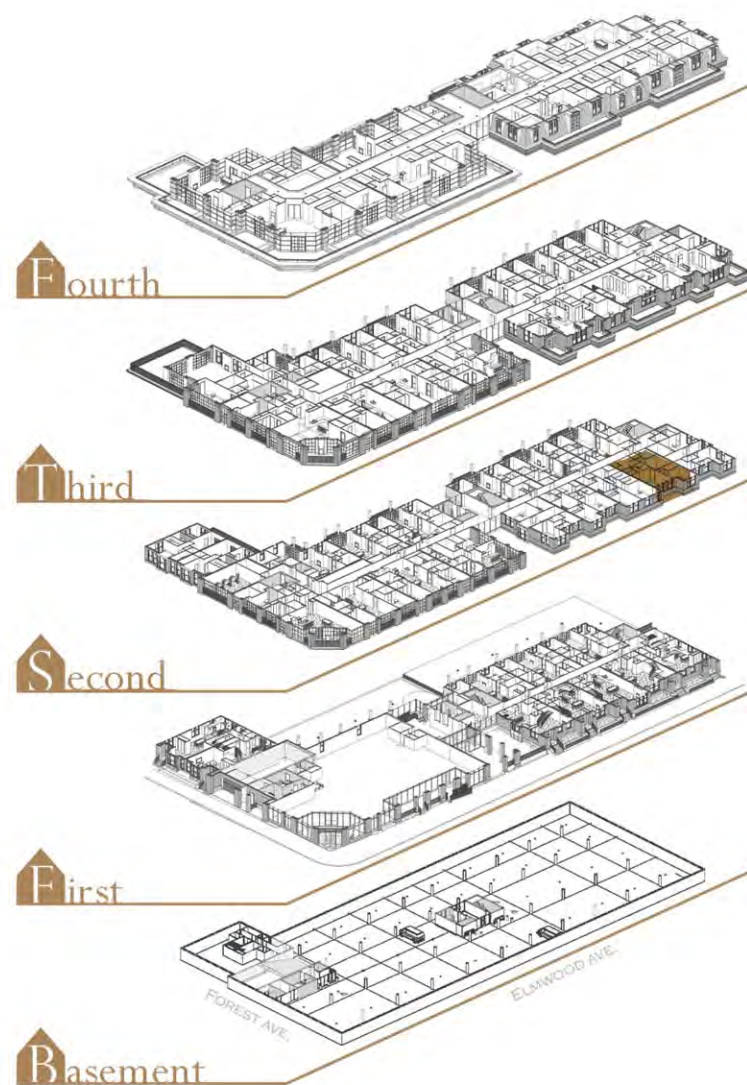 Fourth
Third
Second
First
FOREST AVE.
ELMWOOD AVE.
Basement